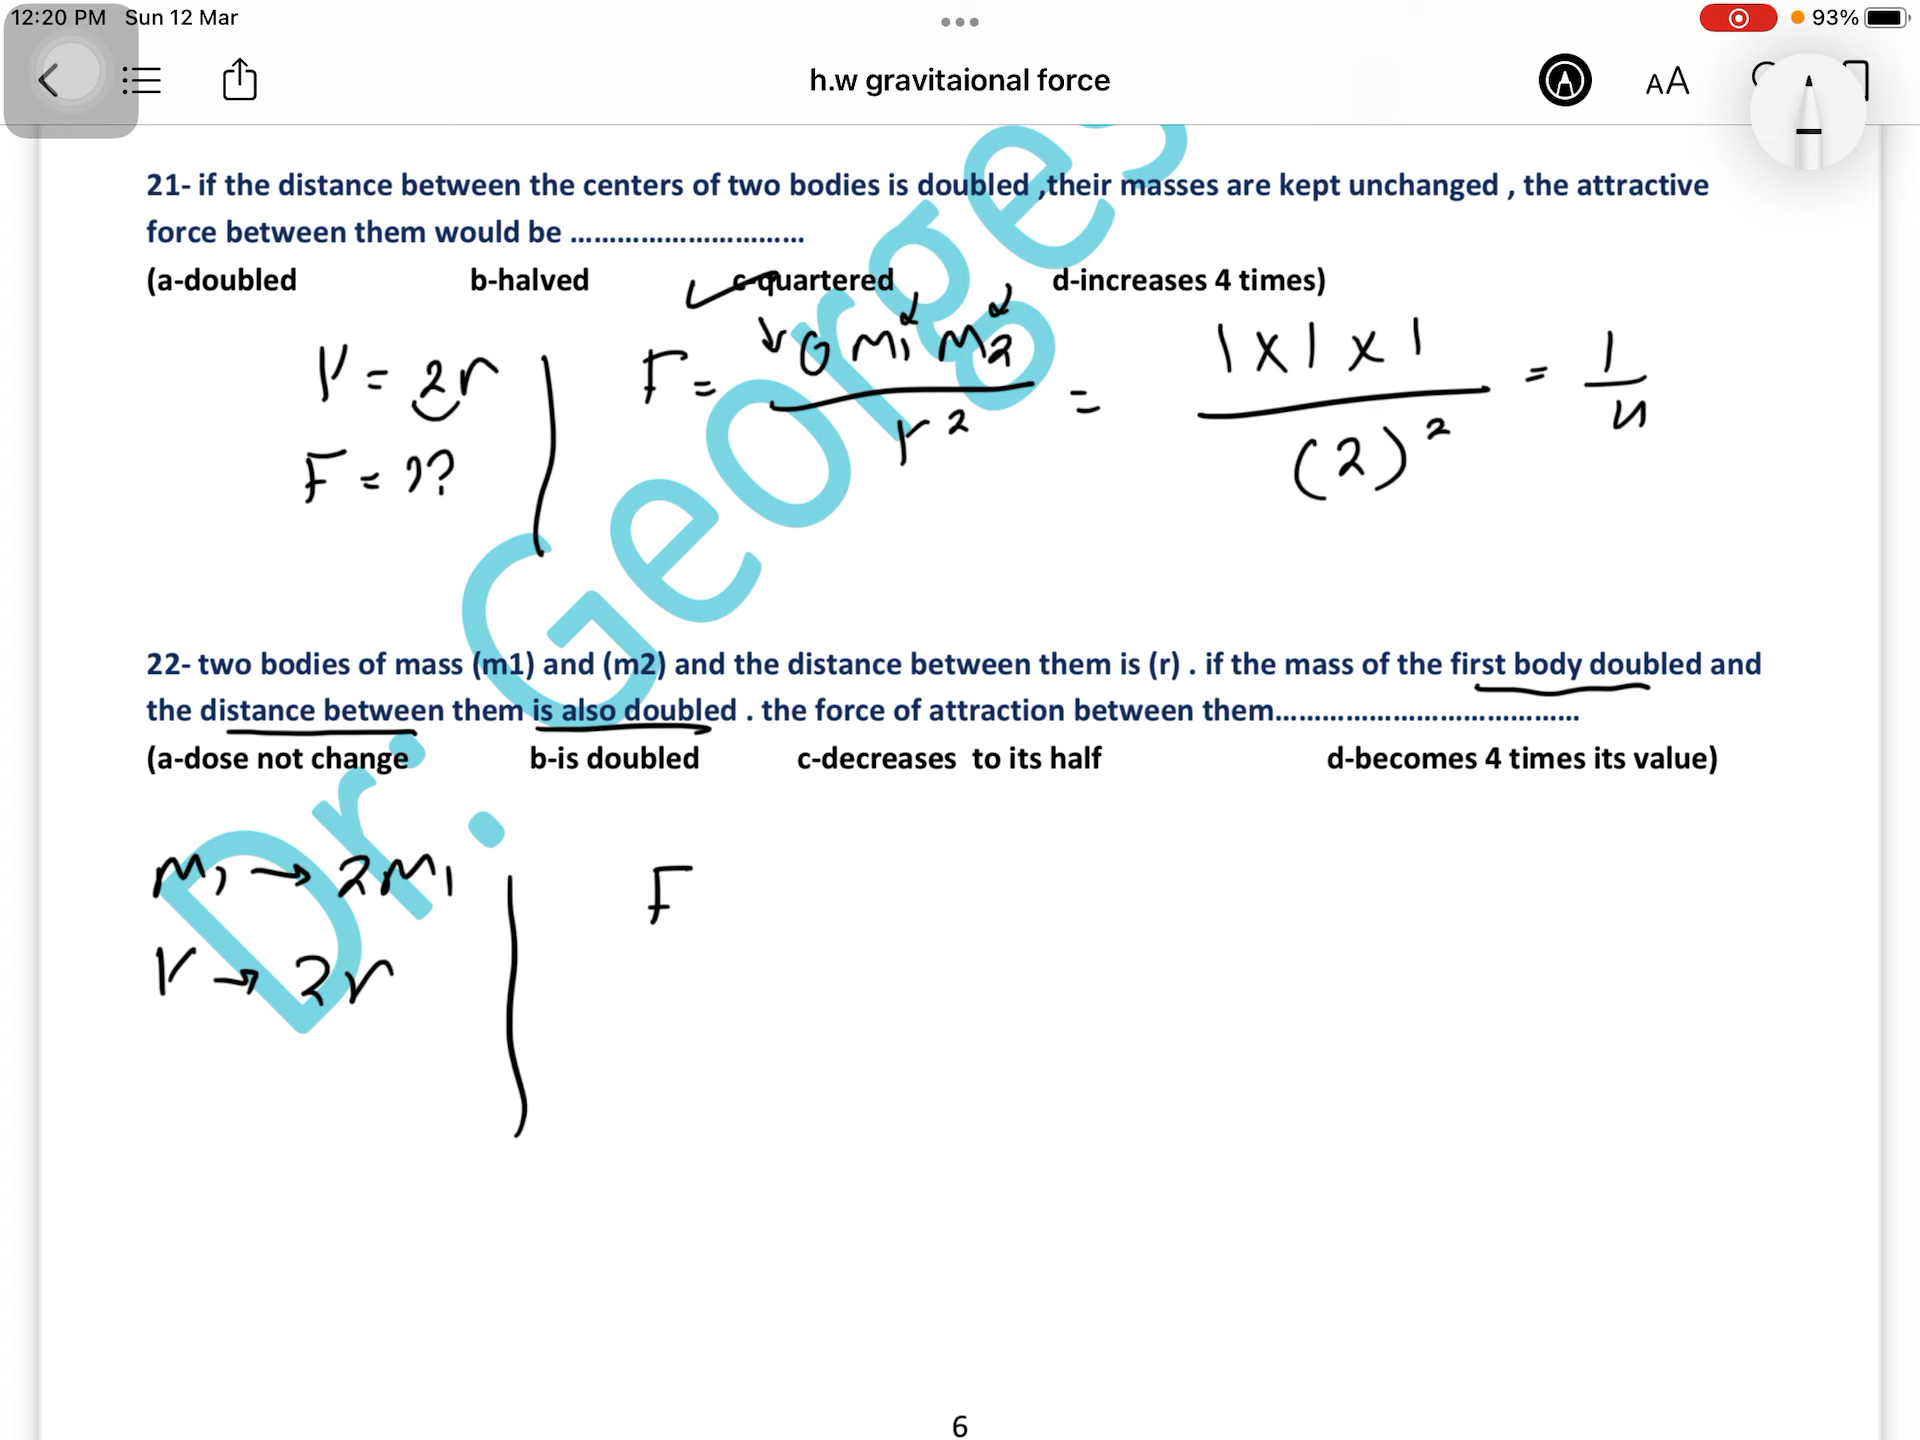 12:20 PM Sun 12 Mar
93%
h.w gravitaional force
AA
21- if the distance between the centers of two bodies is doubled ,their masses are kept unchanged , the attractive
force between them would be ..............................
(a-doubled b-halved c-quartered d-increases 4 times)
r = 2r
F = ??
F = G m1 m2 / r² = 1 x 1 x 1 / (2)² = 1/4
22- two bodies of mass (m1) and (m2) and the distance between them is (r) . if the mass of the first body doubled and
the distance between them is also doubled . the force of attraction between them.......................................
(a-dose not change b-is doubled c-decreases to its half d-becomes 4 times its value)
m1 → 2m1
r → 2r
F
Dr. Georges
6